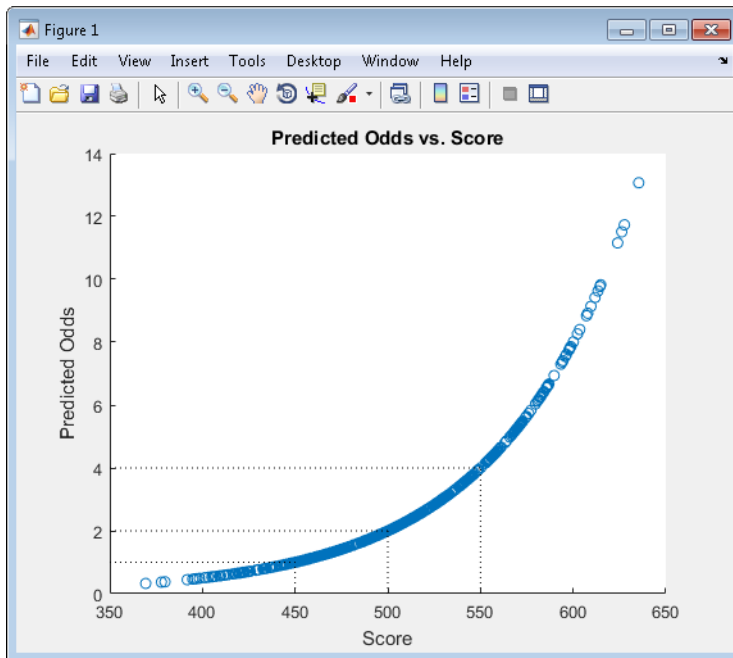 Figure 1
File Edit View Insert Tools Desktop Window Help
Predicted Odds vs. Score
14
12
10
8
6
4
2
0
Predicted Odds
350 400 450 500 550 600 650
Score